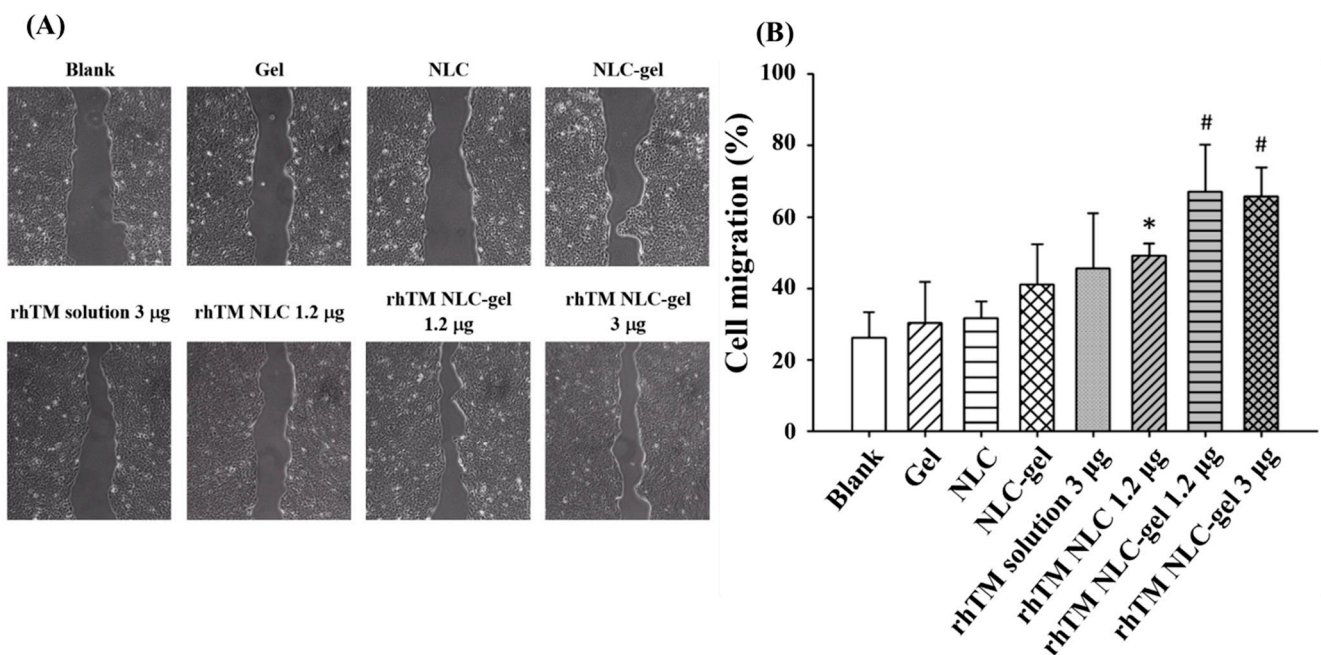 (A)
Blank
Gel
NLC
NLC-gel
rhTM solution 3 μg
rhTM NLC 1.2 μg
rhTM NLC-gel
1.2 μg
rhTM NLC-gel
3 μg
(B)
Cell migration (%)
100
80
60
40
20
0
#
#
*
Blank
Gel
NLC
NLC-gel
rhTM solution 3 μg
rhTM NLC 1.2 μg
rhTM NLC-gel 1.2 μg
rhTM NLC-gel 3 μg